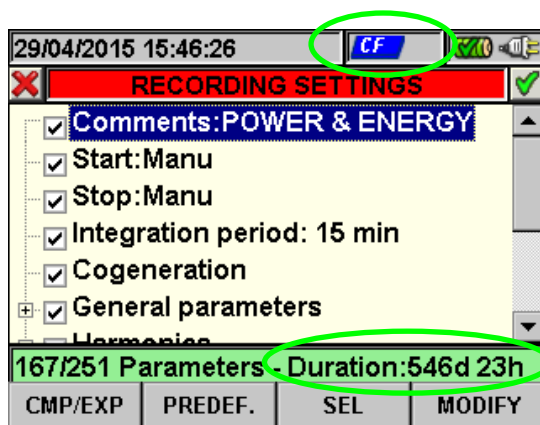 29/04/2015 15:46:26 CF
RECORDING SETTINGS
Comments:POWER & ENERGY
Start:Manu
Stop:Manu
Integration period: 15 min
Cogeneration
General parameters
Harmonics
167/251 Parameters - Duration:546d 23h
CMP/EXP PREDEF. SEL MODIFY